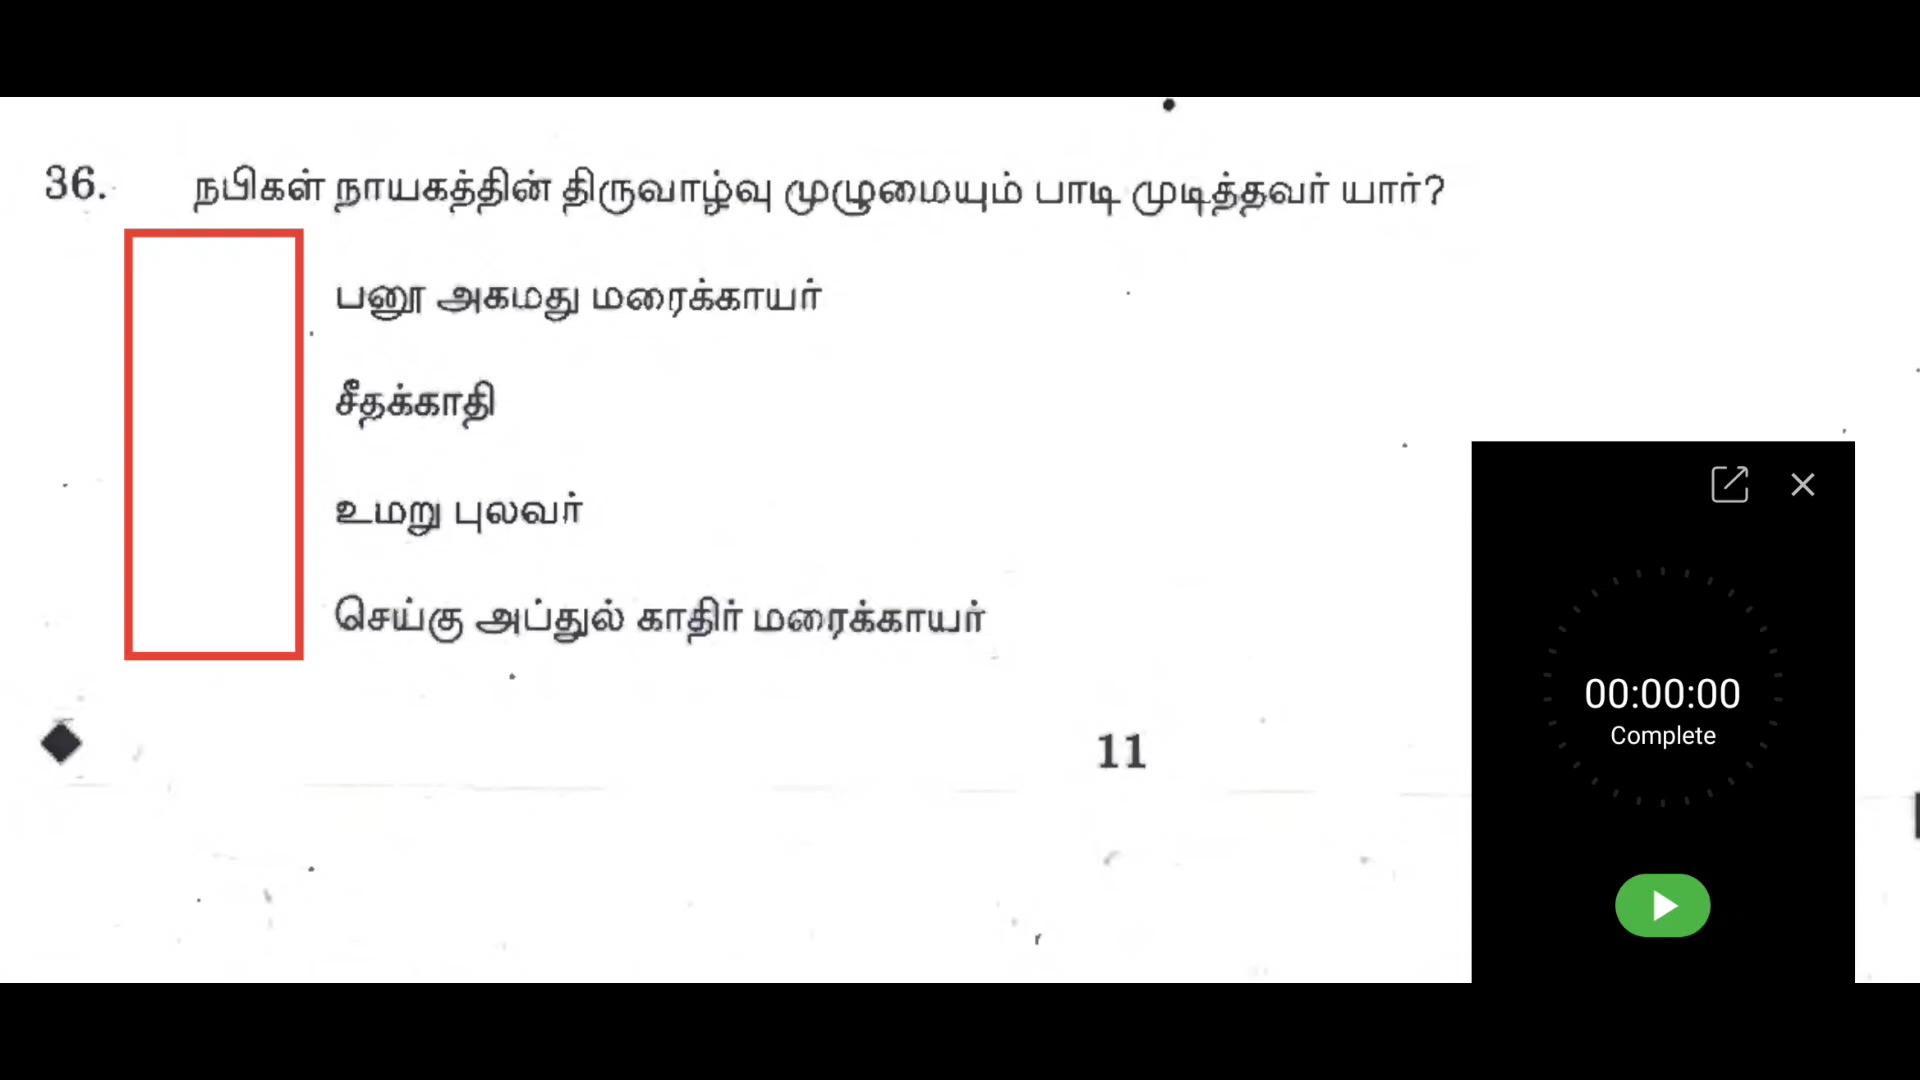 36. நபிகள் நாயகத்தின் திருவாழ்வு முழுமையும் பாடி முடித்தவர் யார்?
பனூ அகமது மரைக்காயர்
சீதக்காதி
உமறு புலவர்
செய்கு அப்துல் காதிர் மரைக்காயர்
11
00:00:00
Complete